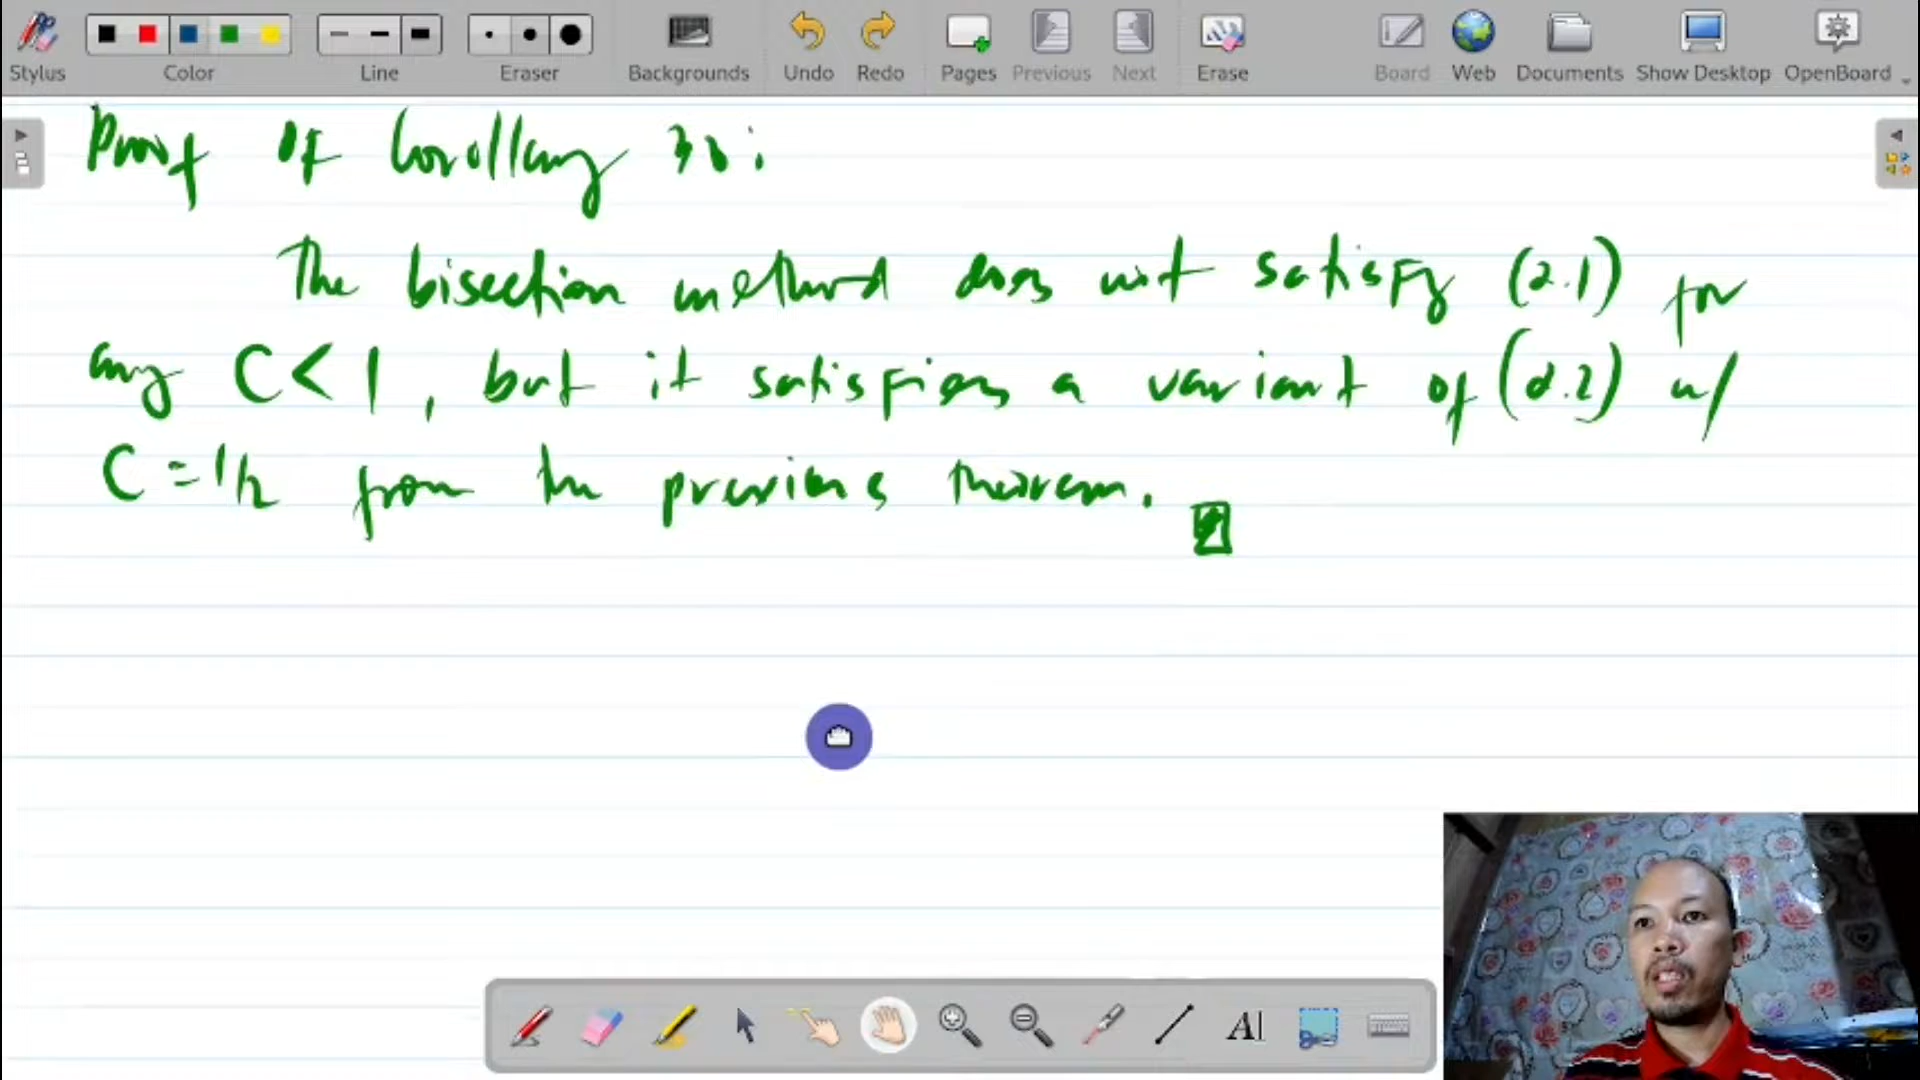 Stylus Color Line Eraser Backgrounds Undo Redo Pages Previous Next Erase Board Web Documents Show Desktop OpenBoard
Proof of Corollary
The bisection method does not satisfy (2.1) for
any C < 1, but it satisfies a variant of (2.2) w/
C = 1/2 from the previous theorem.
AI